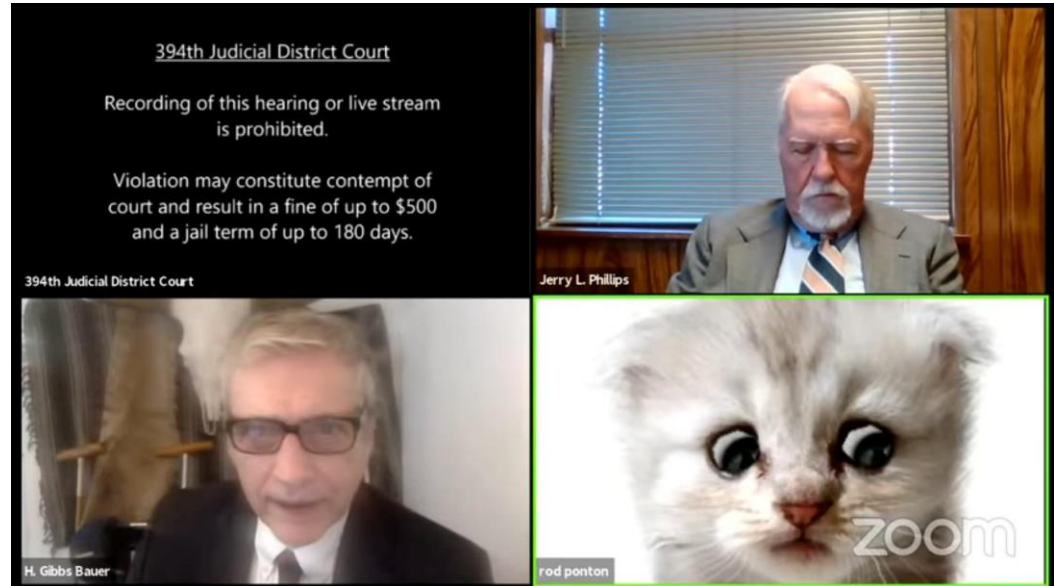 394th Judicial District Court
Recording of this hearing or live stream
is prohibited.
Violation may constitute contempt of
court and result in a fine of up to $500
and a jail term of up to 180 days.
394th Judicial District Court
Jerry L. Phillips
H. Gibbs Bauer
rod ponton
zoom